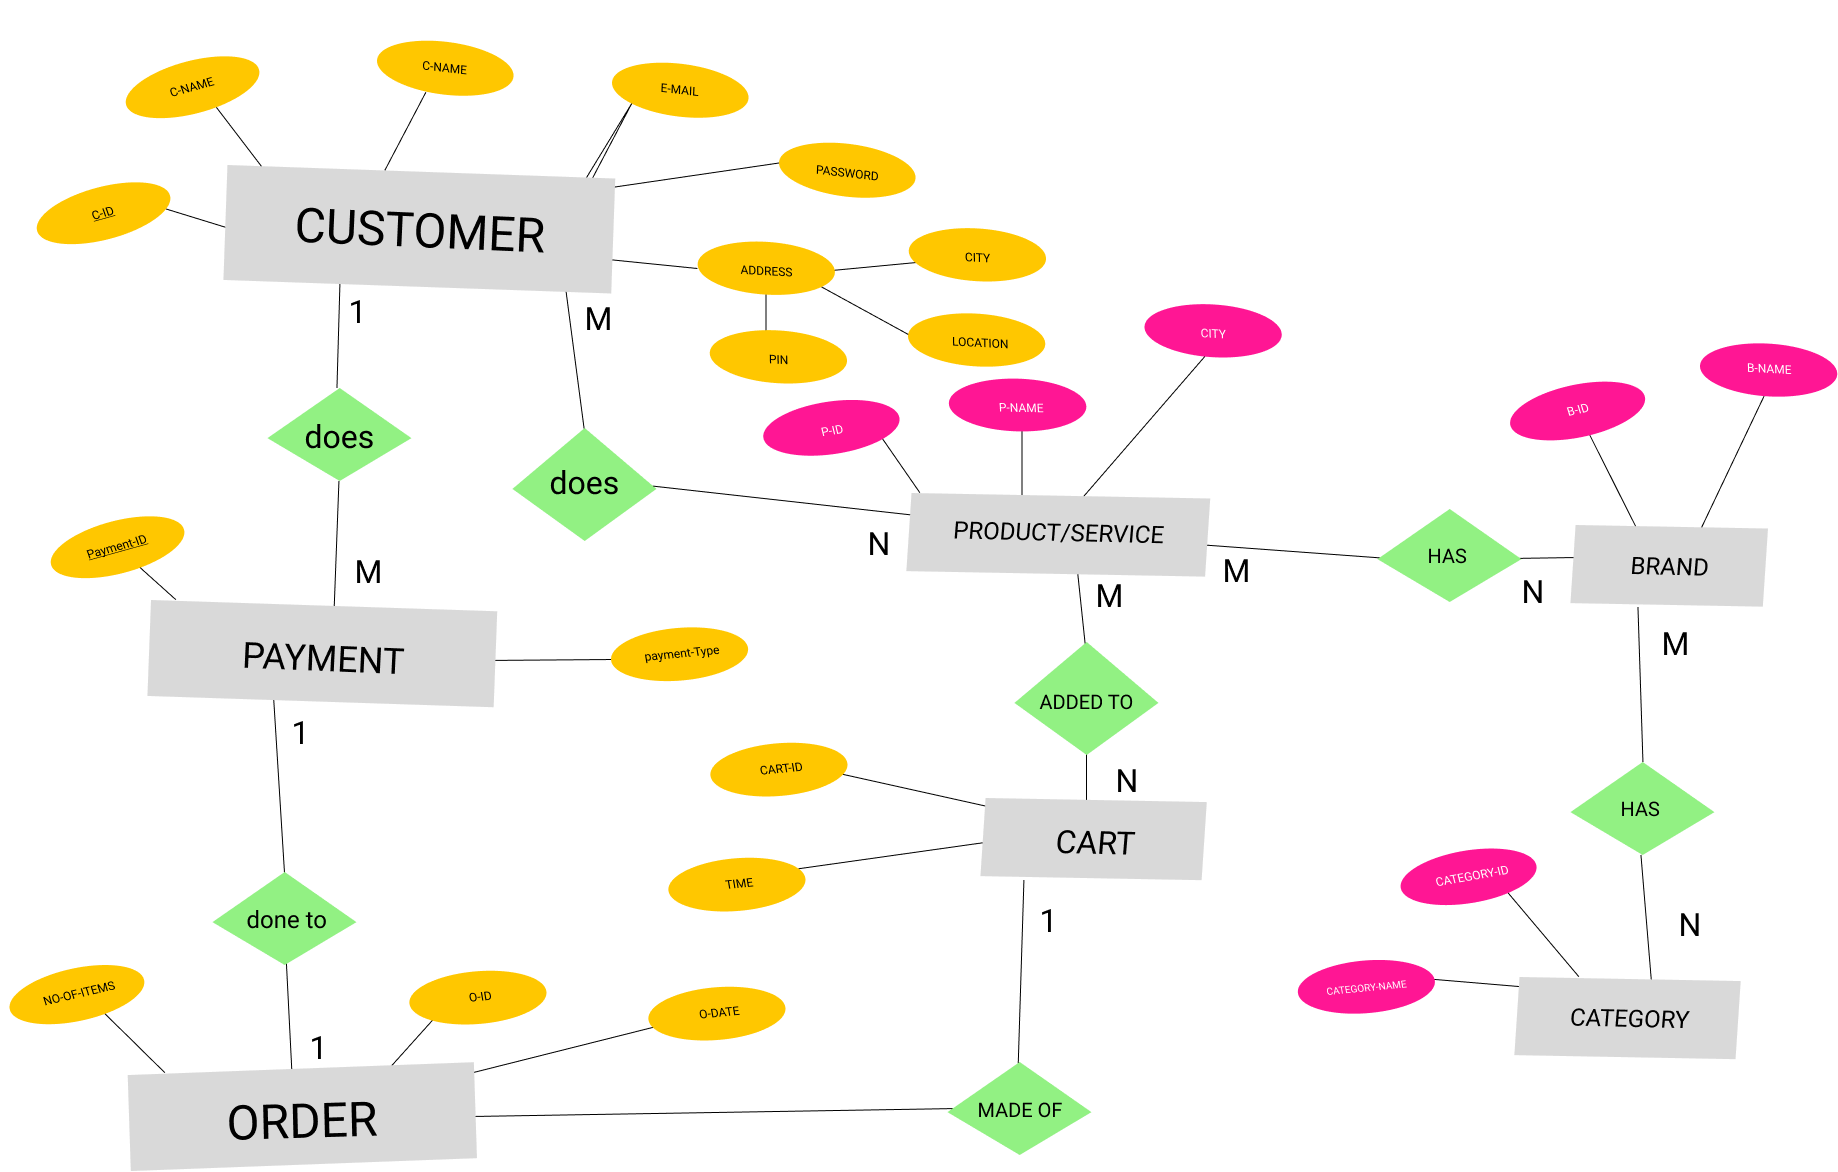 C-NAME
C-NAME
E-MAIL
PASSWORD
C-ID
CUSTOMER
ADDRESS
CITY
LOCATION
PIN
1
M
does
does
CITY
P-NAME
P-ID
B-NAME
B-ID
N
PRODUCT/SERVICE
M
HAS
N
BRAND
M
M
Payment-ID
M
PAYMENT
payment-Type
1
ADDED TO
N
CART-ID
CART
TIME
1
HAS
N
CATEGORY-ID
CATEGORY-NAME
CATEGORY
done to
NO-OF-ITEMS
O-ID
O-DATE
1
ORDER
MADE OF